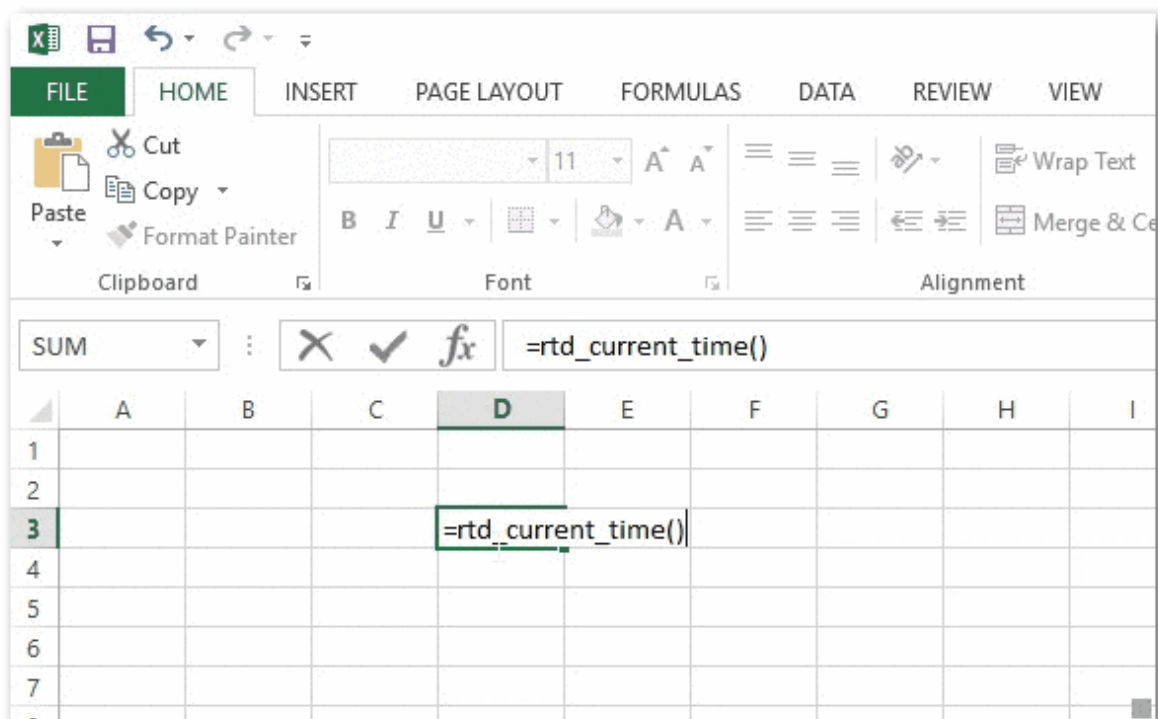 FILE HOME INSERT PAGE LAYOUT FORMULAS DATA REVIEW VIEW
Cut
Copy
Format Painter
Paste
Clipboard
11 A A
B I U A
Font
Wrap Text
Merge & Ce
Alignment
SUM fx =rtd_current_time()
A B C D E F G H I
1
2
3 =rtd_current_time()
4
5
6
7